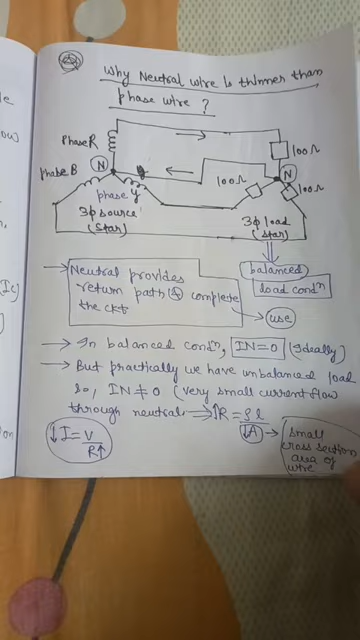 Why Neutral wire is thinner than
phase wire ?
Phase R
100Ω
Phase B
N
N
100Ω
100Ω
phase Y
3ϕ source
(Star)
3ϕ load
(star)
balanced
load condn
→ Neutral provides
return path & complete
the ckt
use
→ In balanced condn, IN=0 (Ideally)
→ But practically we have unbalanced load
so, IN ≠ 0 (very small current flow
through neutral → ↑R = ρl
↓A → small
cross section
area of
wire
↓I = V
R↑
(Ic)